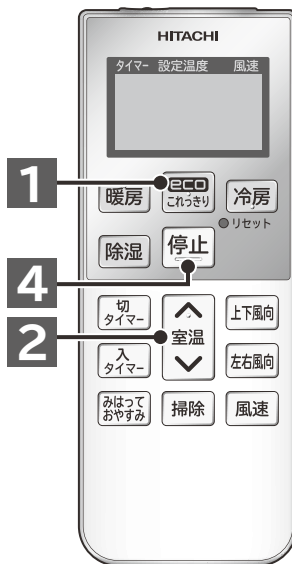 HITACHI
タイマー 設定温度 風速
1
暖房
eco
これっきり
冷房
リセット
除湿
停止
4
切
タイマー
室温
上下風向
2
入
タイマー
左右風向
みはって
おやすみ
掃除
風速